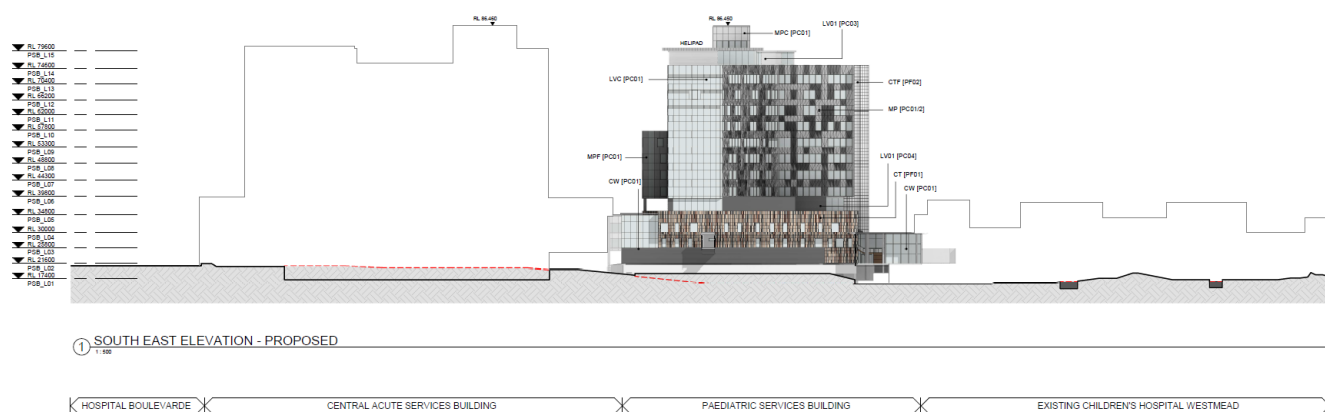 RL 86.460
RL 86.460
LV01 [PC03]
MPC [PC01]
HELIPAD
RL 79600
PSB_L15
RL 74600
PSB_L14
RL 70400
PSB_L13
RL 66200
PSB_L12
RL 62000
PSB_L11
RL 57800
PSB_L10
RL 53300
PSB_L09
RL 48800
PSB_L08
RL 44300
PSB_L07
RL 39800
PSB_L06
RL 34800
PSB_L05
RL 30000
PSB_L04
RL 25800
PSB_L03
RL 21600
PSB_L02
RL 17400
PSB_L01
LVC [PC01]
CTF [PF02]
MP [PC01/2]
MPF [PC01]
LV01 [PC04]
CW [PC01]
CT [PF01]
CW [PC01]
1 SOUTH EAST ELEVATION - PROPOSED
1 : 500
HOSPITAL BOULEVARDE
CENTRAL ACUTE SERVICES BUILDING
PAEDIATRIC SERVICES BUILDING
EXISTING CHILDREN'S HOSPITAL WESTMEAD